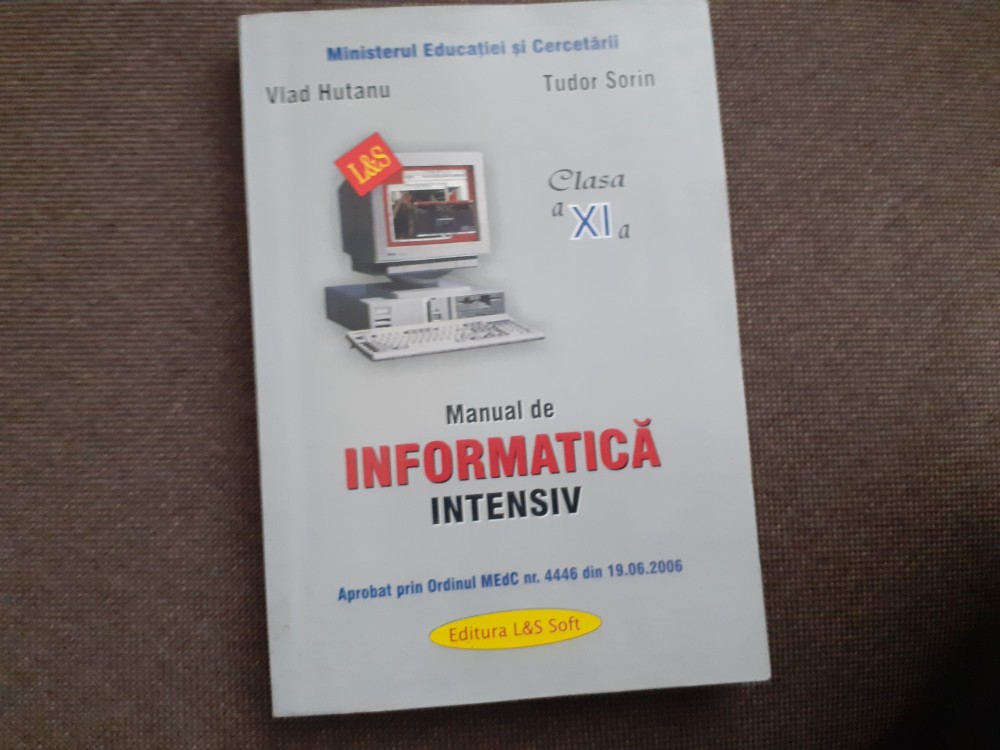 Ministerul Educației și Cercetării
Vlad Hutanu
Tudor Sorin
L&S
Clasa
a XI a
Manual de
INFORMATICĂ
INTENSIV
Aprobat prin Ordinul MEdC nr. 4446 din 19.06.2006
Editura L&S Soft